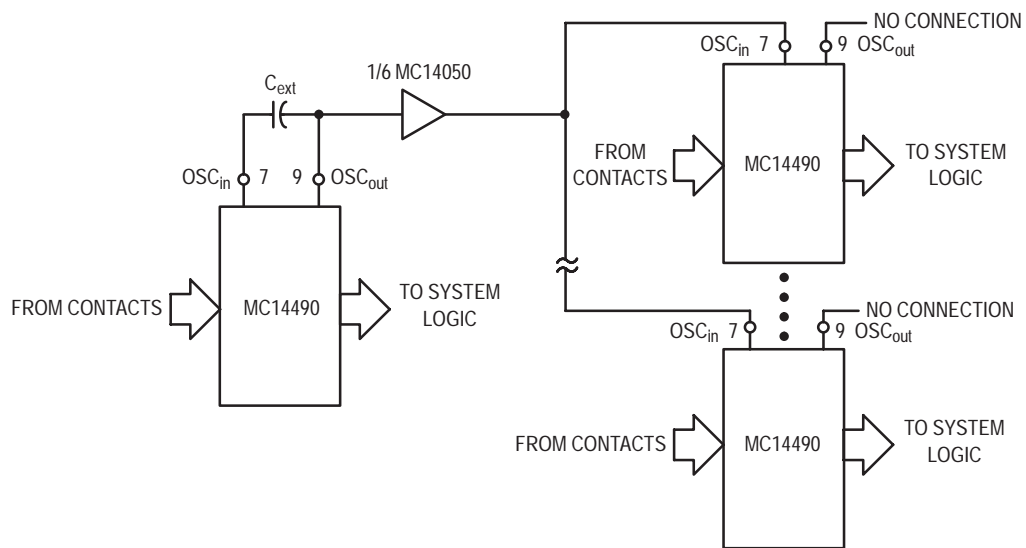 NO CONNECTION
OSCin 7 9 OSCout
1/6 MC14050
Cext
FROM
CONTACTS
MC14490
TO SYSTEM
LOGIC
OSCin 7 9 OSCout
FROM CONTACTS
MC14490
TO SYSTEM
LOGIC
NO CONNECTION
OSCin 7 9 OSCout
FROM CONTACTS
MC14490
TO SYSTEM
LOGIC